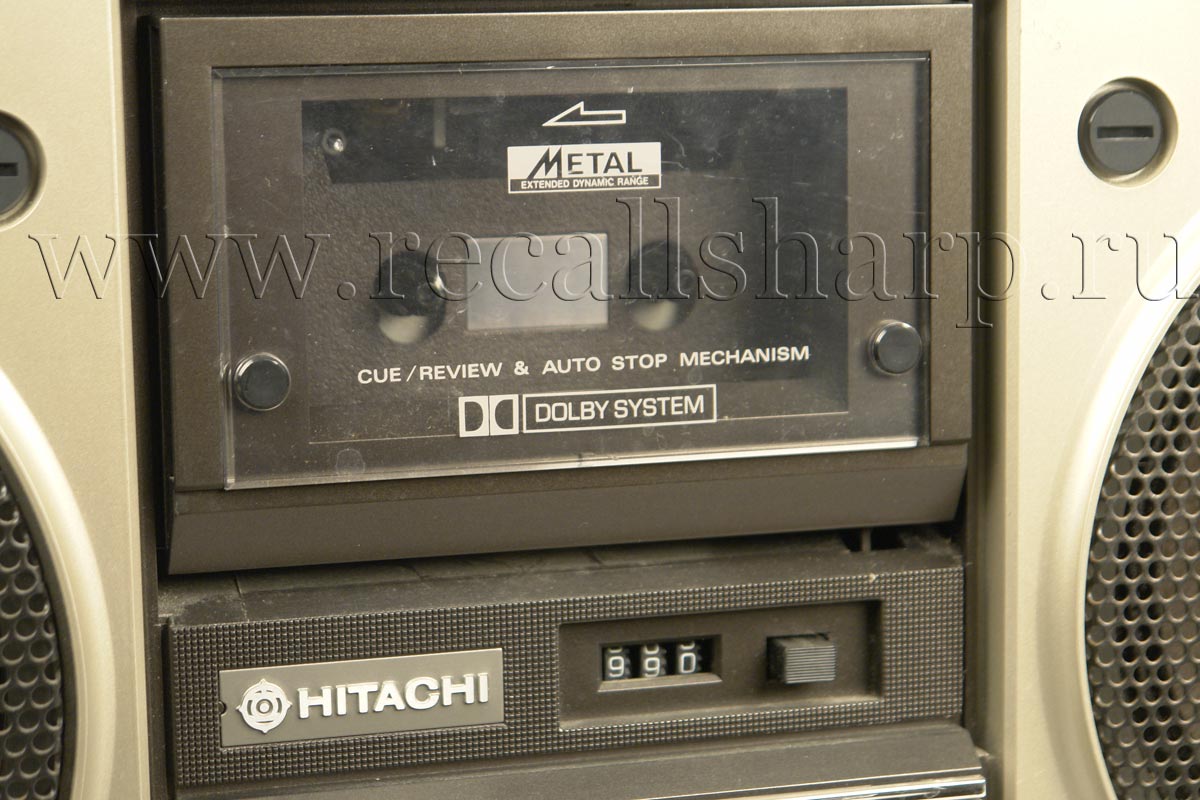 METAL
EXTENDED DYNAMIC RANGE
www.recallsharp.ru
CUE/REVIEW & AUTO STOP MECHANISM
DOLBY SYSTEM
990
HITACHI